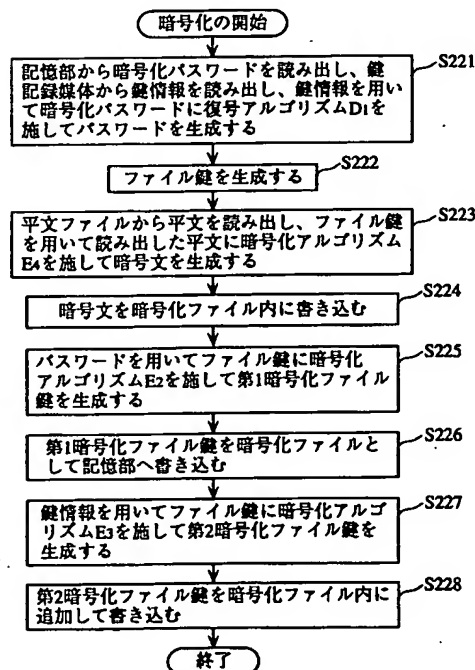 暗号化の開始
S221
記憶部から暗号化パスワードを読み出し、鍵
記録媒体から鍵情報を読み出し、鍵情報を用い
て暗号化パスワードに復号アルゴリズムD1を
施してパスワードを生成する
S222
ファイル鍵を生成する
S223
平文ファイルから平文を読み出し、ファイル鍵
を用いて読み出した平文に暗号化アルゴリズム
E4を施して暗号文を生成する
S224
暗号文を暗号化ファイル内に書き込む
S225
パスワードを用いてファイル鍵に暗号化
アルゴリズムE2を施して第1暗号化ファイル
鍵を生成する
S226
第1暗号化ファイル鍵を暗号化ファイルと
して記憶部へ書き込む
S227
鍵情報を用いてファイル鍵に暗号化アルゴ
リズムE3を施して第2暗号化ファイル鍵を
生成する
S228
第2暗号化ファイル鍵を暗号化ファイル内に
追加して書き込む
終了